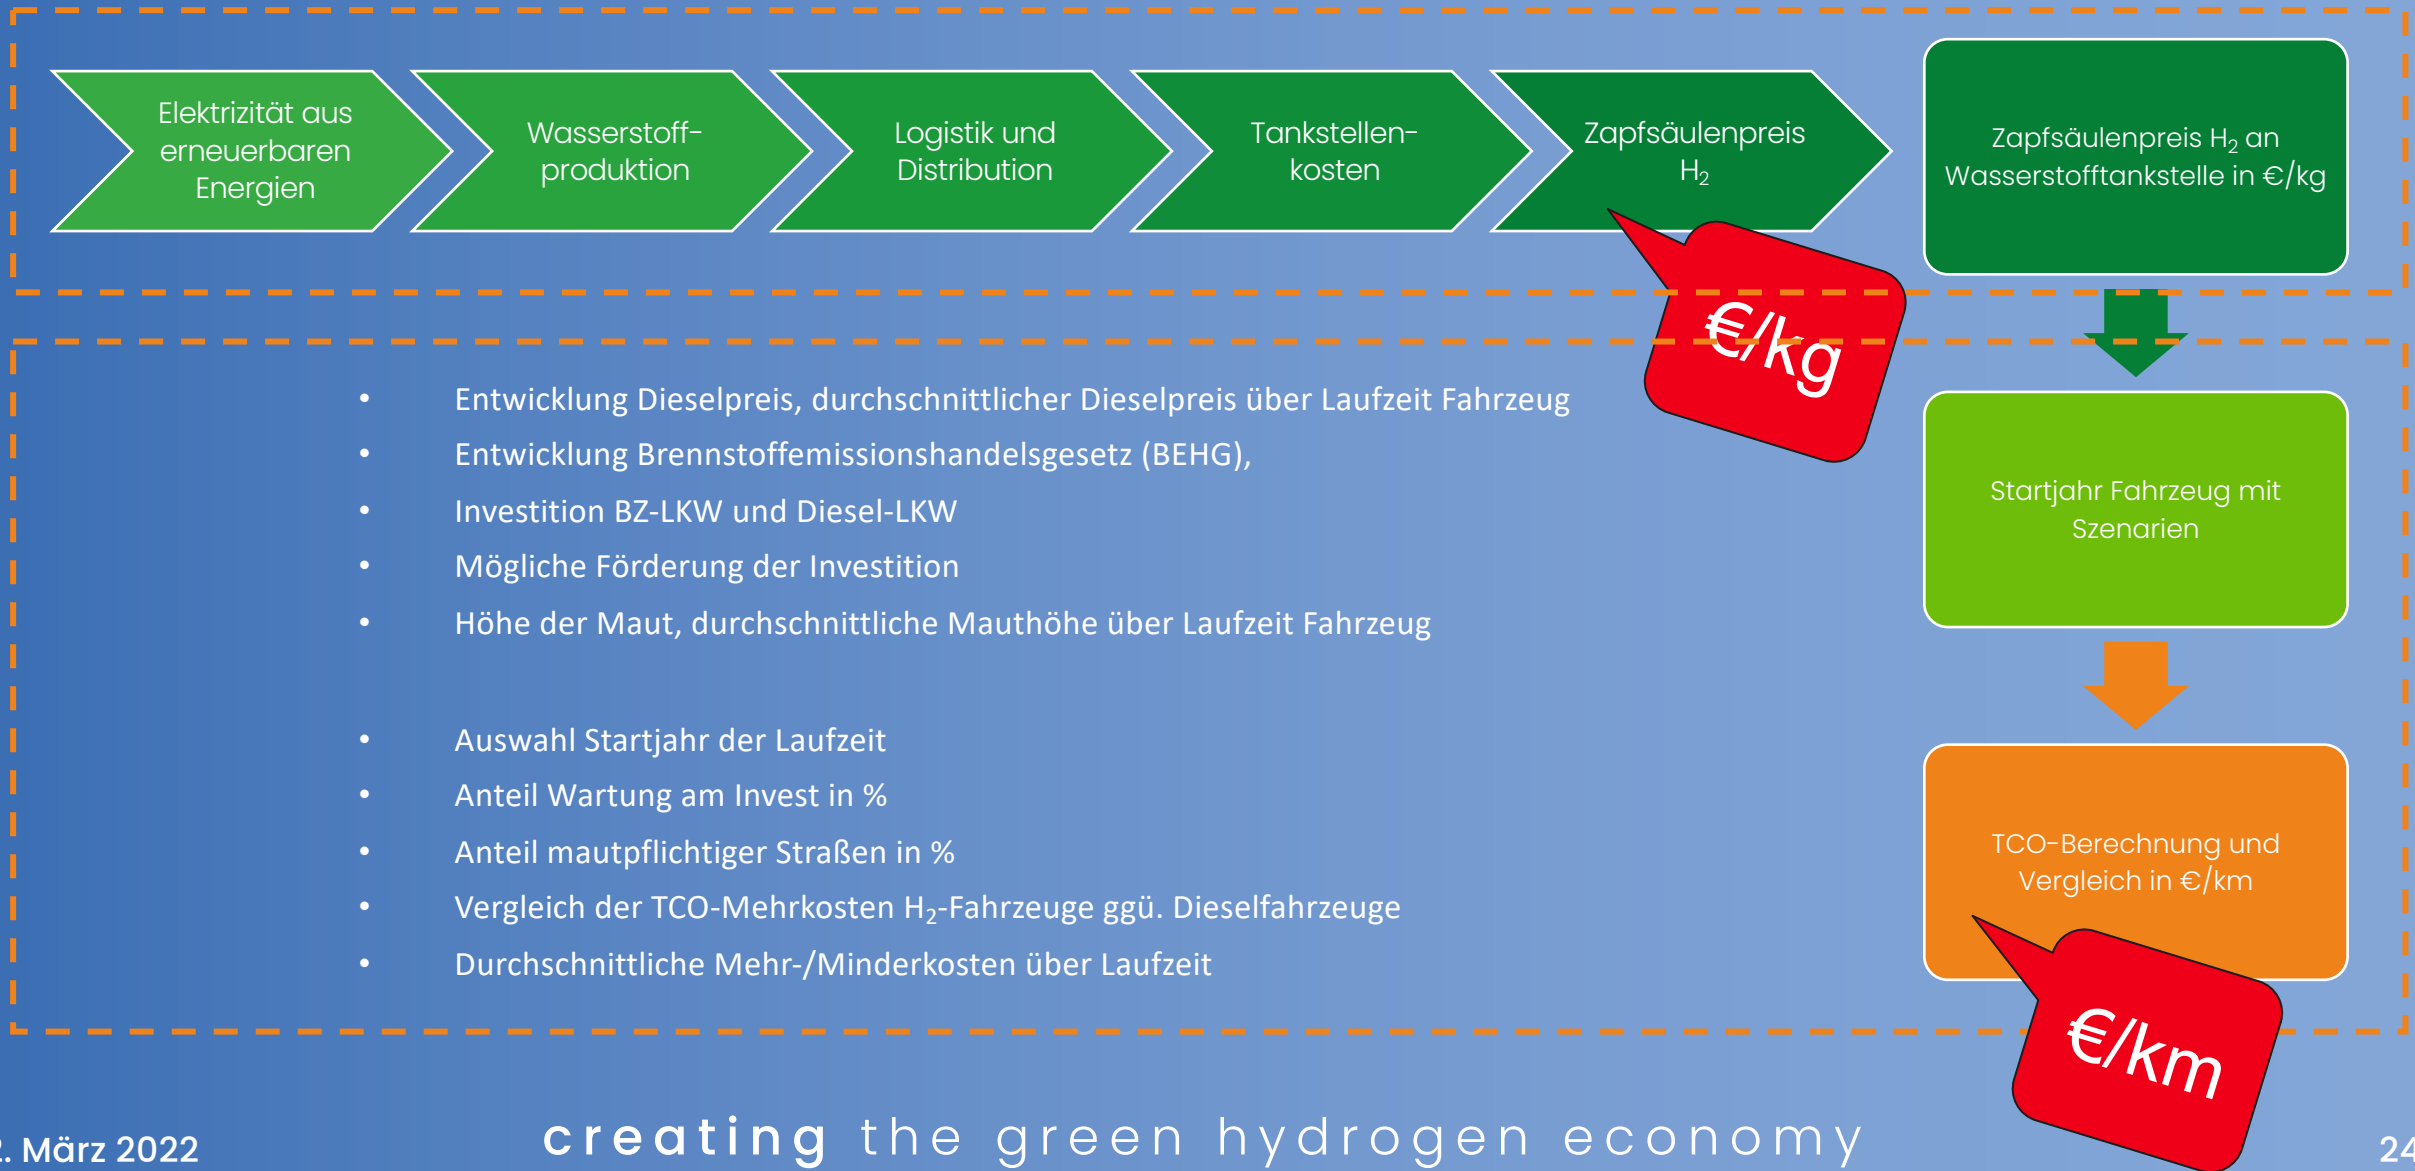 Elektrizität aus
erneuerbaren
Energien
Wasserstoff-
produktion
Logistik und
Distribution
Tankstellen-
kosten
Zapfsäulenpreis
H₂
Zapfsäulenpreis H₂ an
Wasserstofftankstelle in €/kg
€/kg
• Entwicklung Dieselpreis, durchschnittlicher Dieselpreis über Laufzeit Fahrzeug
• Entwicklung Brennstoffemissionshandelsgesetz (BEHG),
• Investition BZ-LKW und Diesel-LKW
• Mögliche Förderung der Investition
• Höhe der Maut, durchschnittliche Mauthöhe über Laufzeit Fahrzeug
Startjahr Fahrzeug mit
Szenarien
• Auswahl Startjahr der Laufzeit
• Anteil Wartung am Invest in %
• Anteil mautpflichtiger Straßen in %
• Vergleich der TCO-Mehrkosten H₂-Fahrzeuge ggü. Dieselfahrzeuge
• Durchschnittliche Mehr-/Minderkosten über Laufzeit
TCO-Berechnung und
Vergleich in €/km
€/km
2. März 2022
creating the green hydrogen economy
24